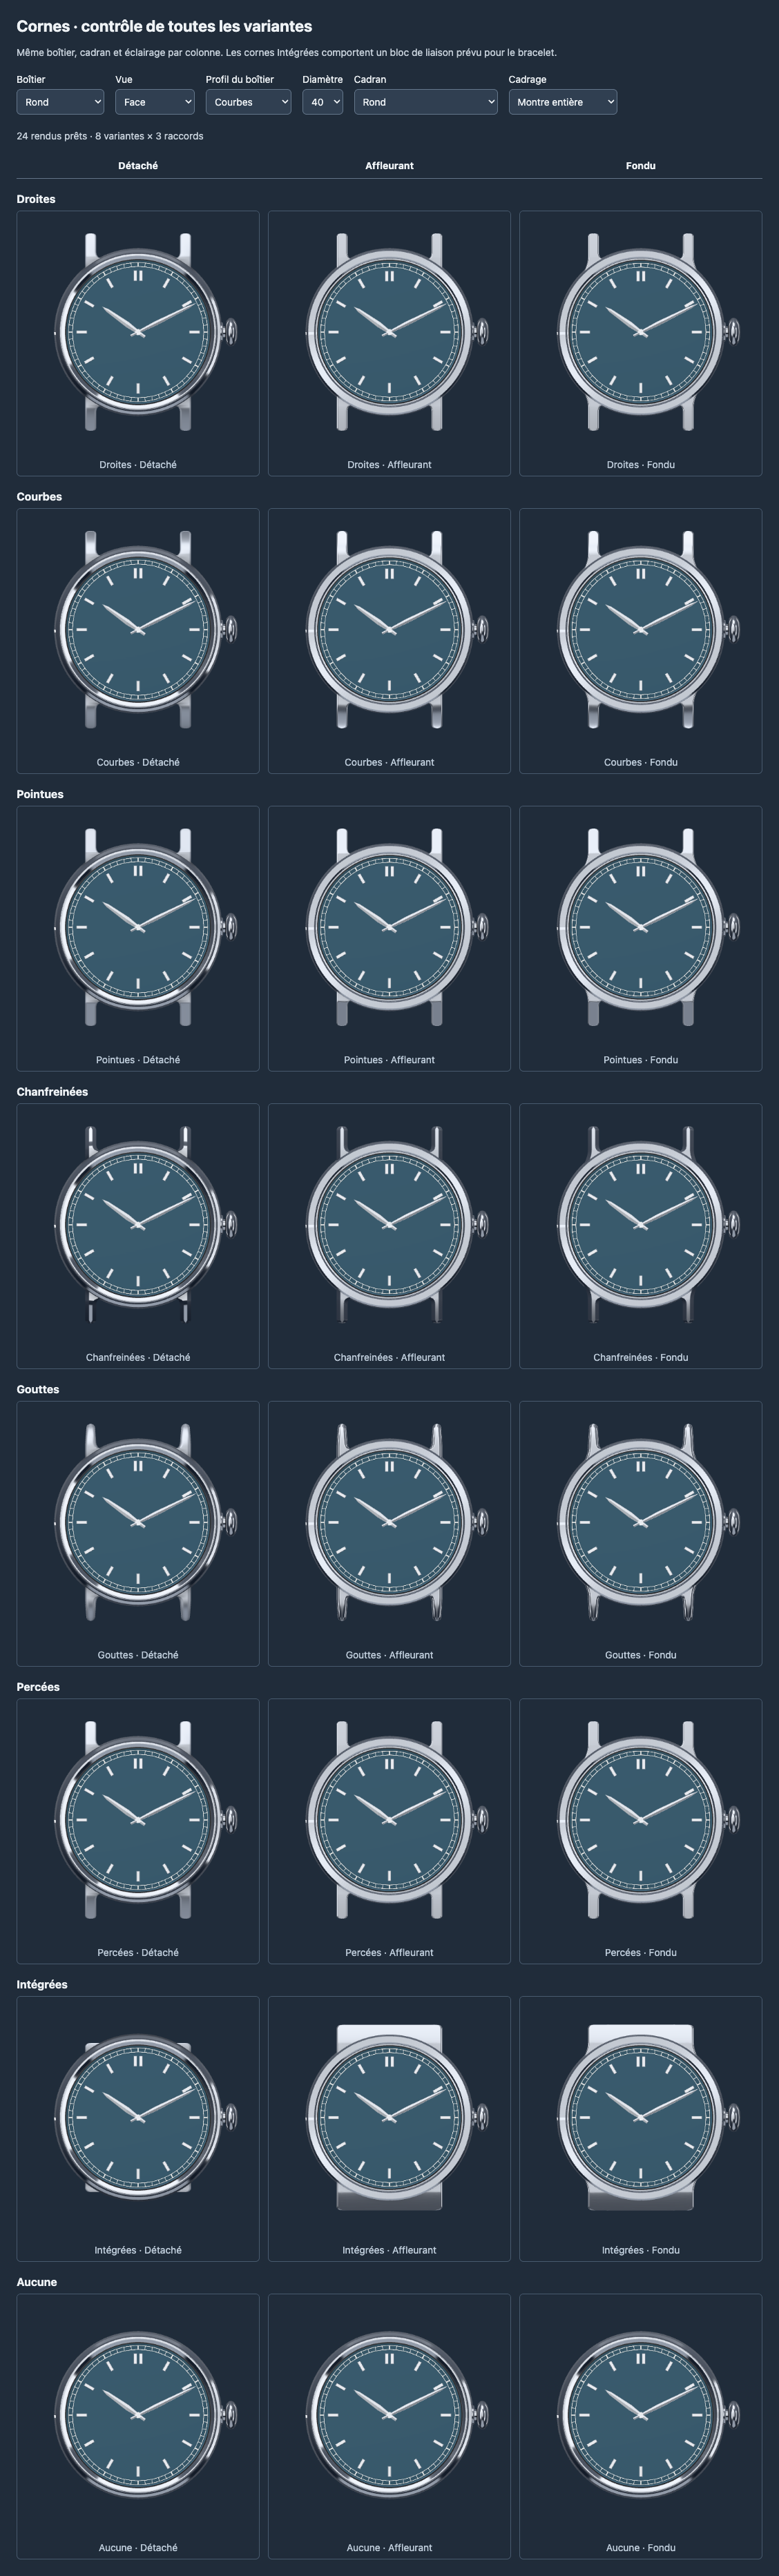 Cornes · contrôle de toutes les variantes
Même boîtier, cadran et éclairage par colonne. Les cornes Intégrées comportent un bloc de liaison prévu pour le bracelet.
Boîtier Vue Profil du boîtier Diamètre Cadran Cadrage
Rond Face Courbes 40 Rond Montre entière
24 rendus prêts · 8 variantes × 3 raccords
Détaché Affleurant Fondu
Droites
Droites · Détaché Droites · Affleurant Droites · Fondu
Courbes
Courbes · Détaché Courbes · Affleurant Courbes · Fondu
Pointues
Pointues · Détaché Pointues · Affleurant Pointues · Fondu
Chanfreinées
Chanfreinées · Détaché Chanfreinées · Affleurant Chanfreinées · Fondu
Gouttes
Gouttes · Détaché Gouttes · Affleurant Gouttes · Fondu
Percées
Percées · Détaché Percées · Affleurant Percées · Fondu
Intégrées
Intégrées · Détaché Intégrées · Affleurant Intégrées · Fondu
Aucune
Aucune · Détaché Aucune · Affleurant Aucune · Fondu